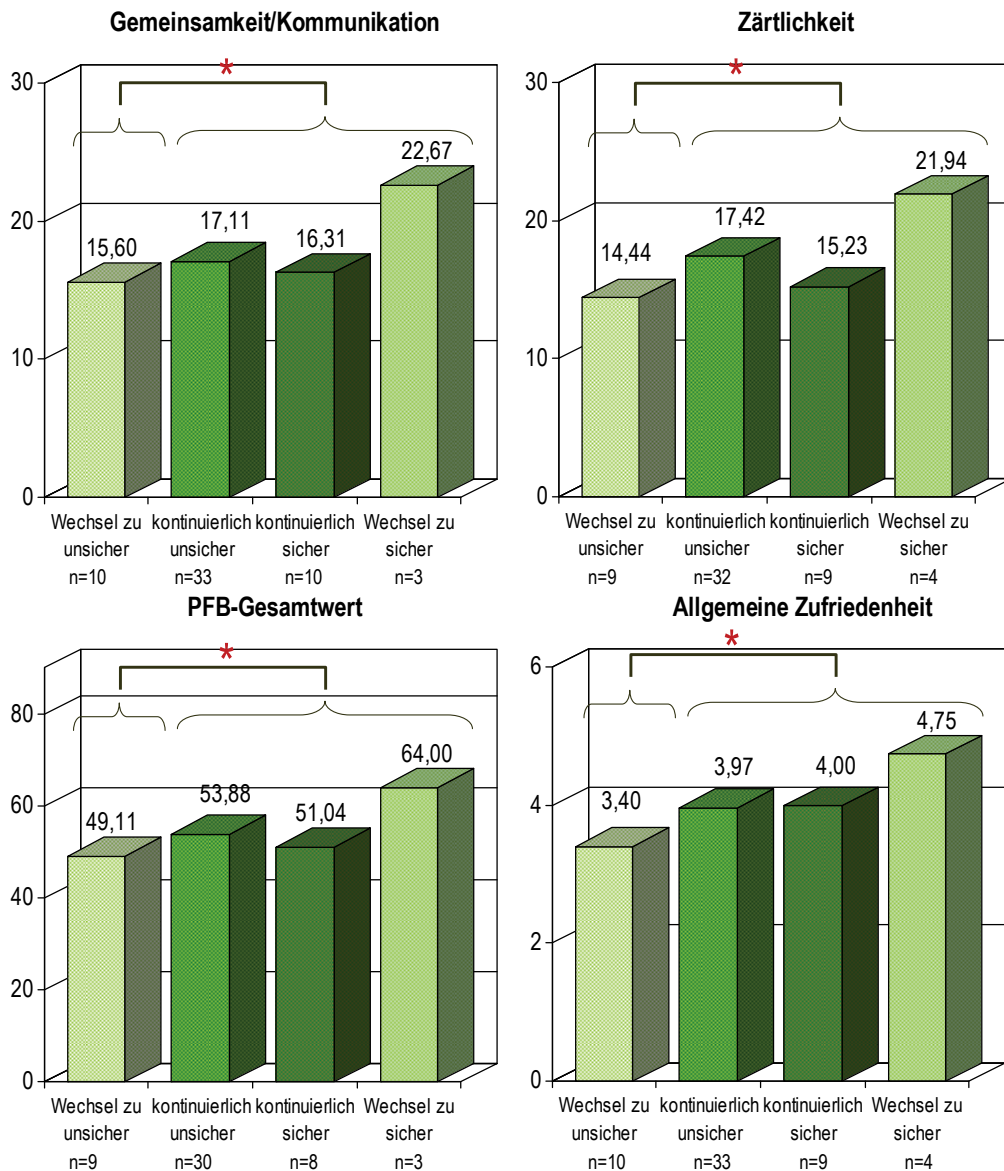 Gemeinsamkeit/Kommunikation
*
30
20
10
0
15,60
17,11
16,31
22,67
Wechsel zu unsicher n=10
kontinuierlich unsicher n=33
kontinuierlich sicher n=10
Wechsel zu sicher n=3
Zärtlichkeit
*
30
20
10
0
14,44
17,42
15,23
21,94
Wechsel zu unsicher n=9
kontinuierlich unsicher n=32
kontinuierlich sicher n=9
Wechsel zu sicher n=4
PFB-Gesamtwert
*
80
60
40
20
0
49,11
53,88
51,04
64,00
Wechsel zu unsicher n=9
kontinuierlich unsicher n=30
kontinuierlich sicher n=8
Wechsel zu sicher n=3
Allgemeine Zufriedenheit
*
6
4
2
0
3,40
3,97
4,00
4,75
Wechsel zu unsicher n=10
kontinuierlich unsicher n=33
kontinuierlich sicher n=9
Wechsel zu sicher n=4